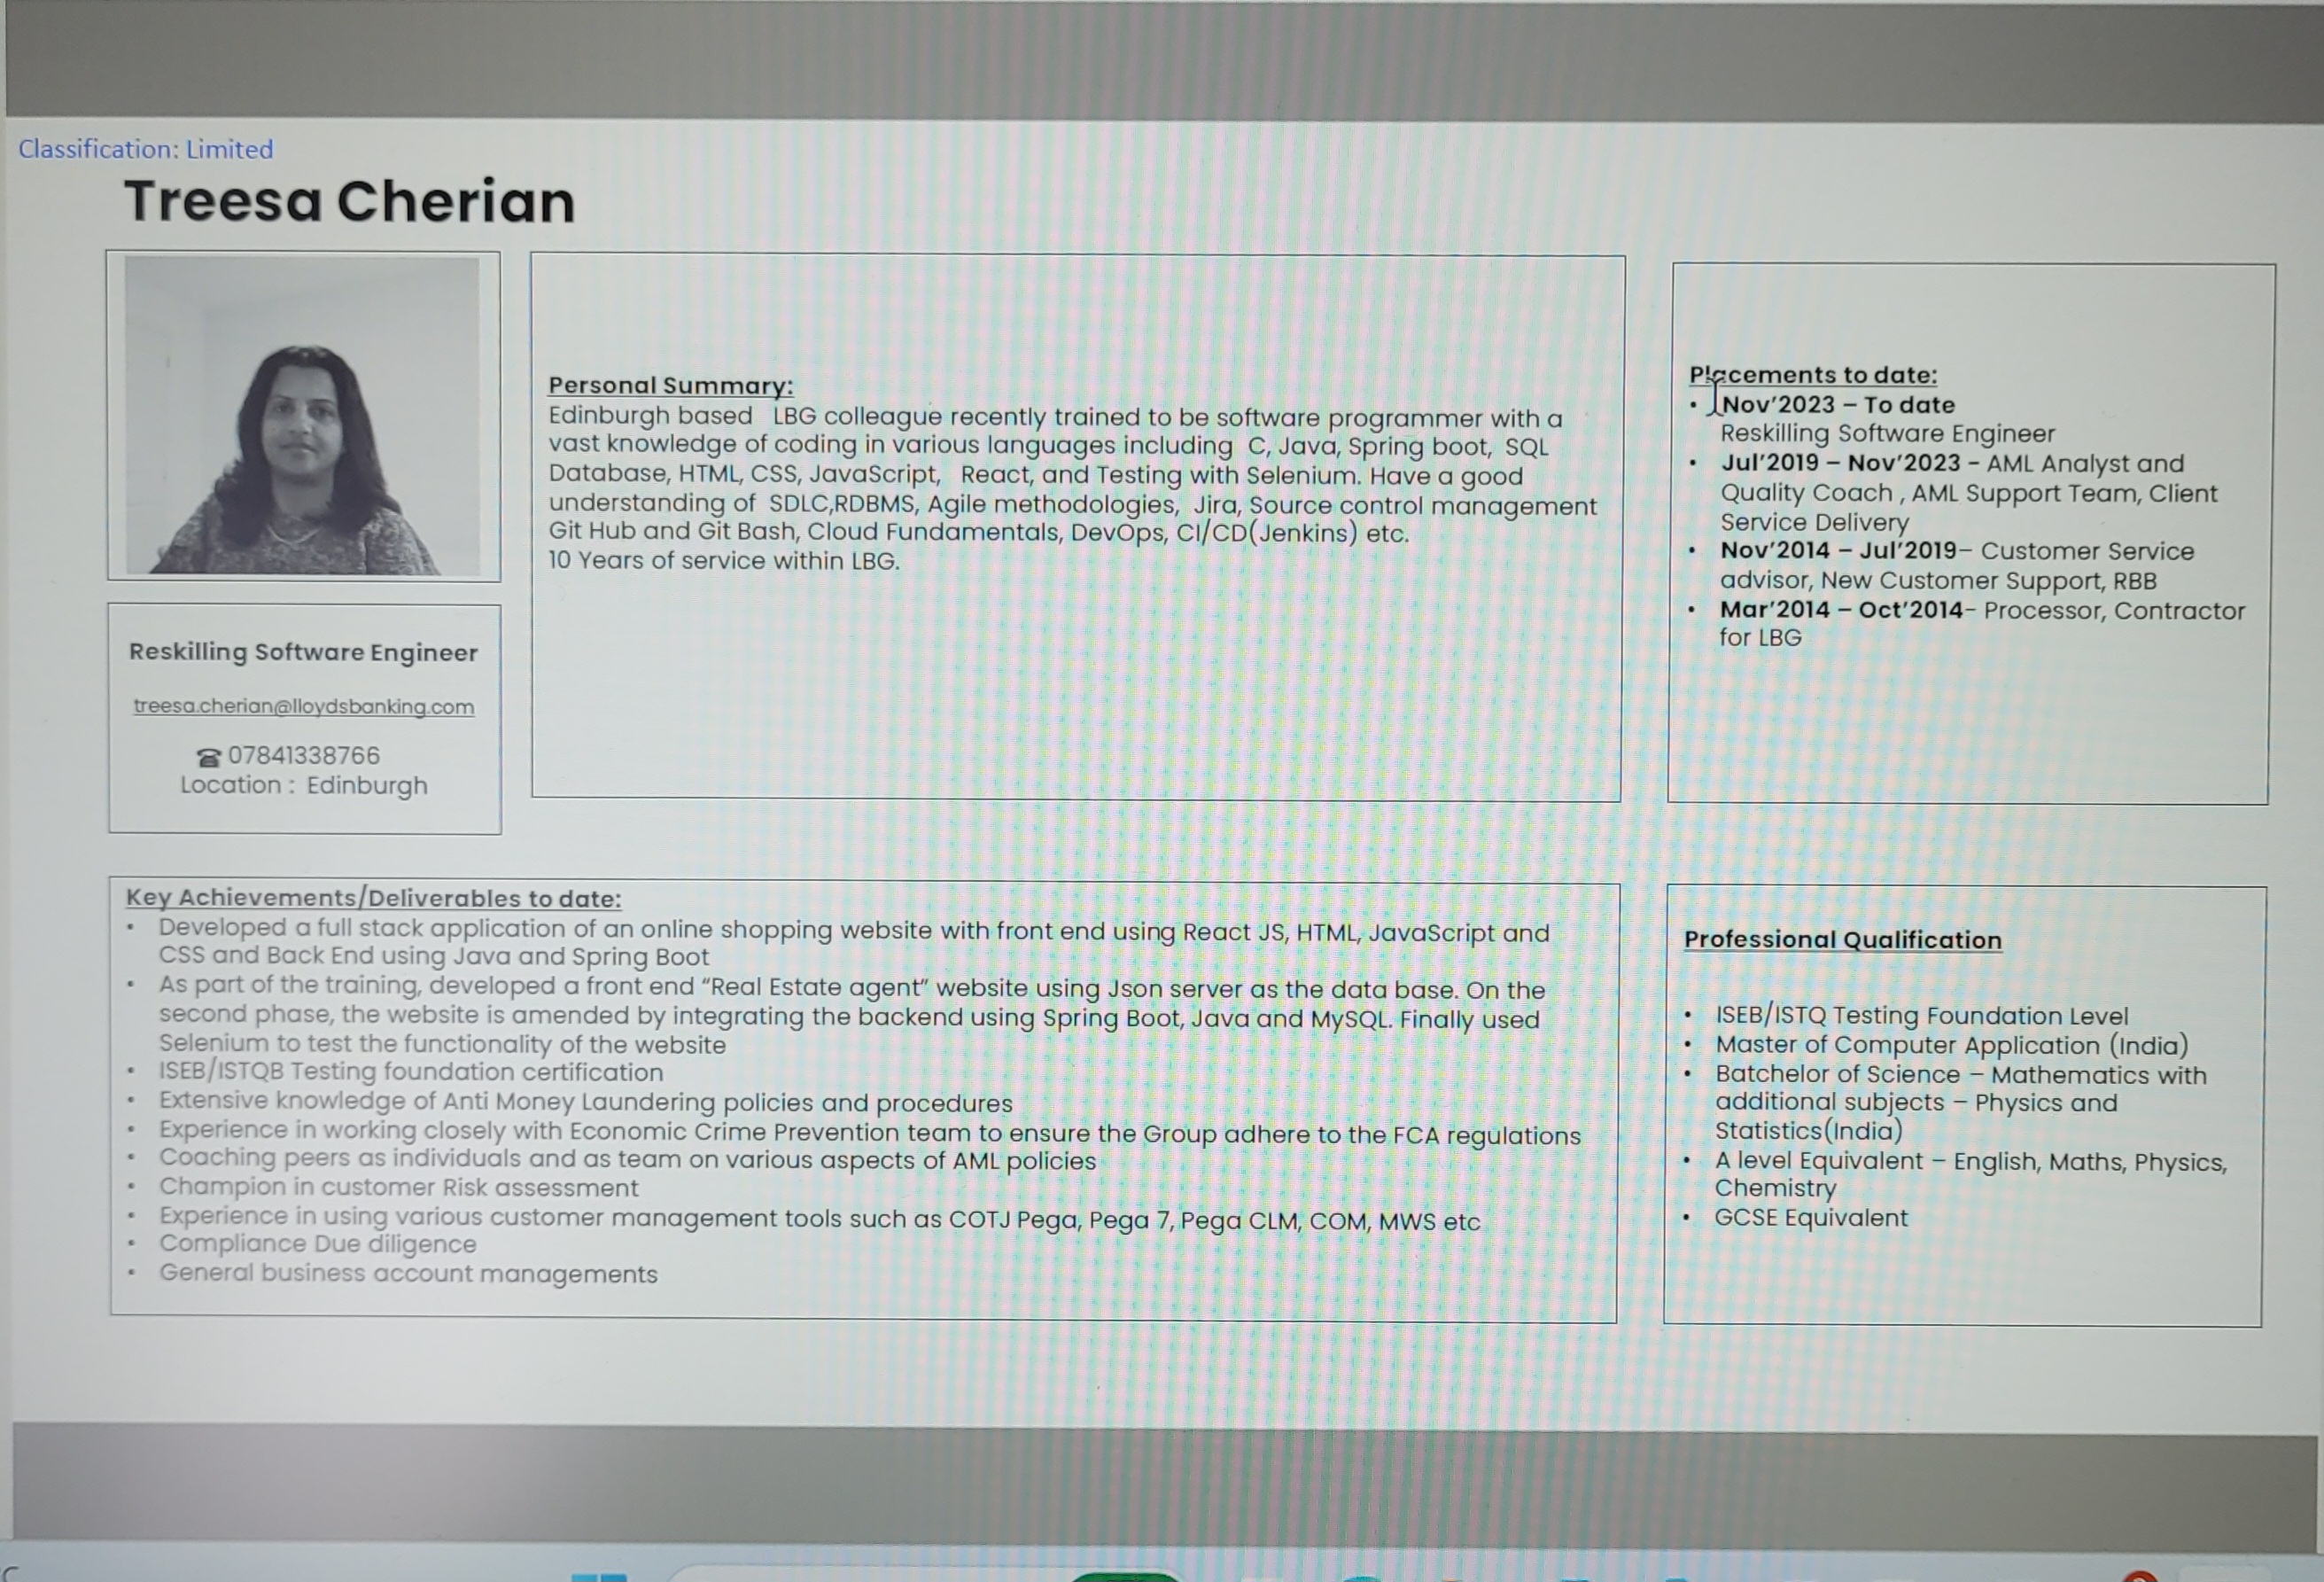 Classification: Limited
Treesa Cherian
Reskilling Software Engineer
treesa.cherian@lloydsbanking.com
☎ 07841338766
Location : Edinburgh
Personal Summary:
Edinburgh based LBG colleague recently trained to be software programmer with a
vast knowledge of coding in various languages including C, Java, Spring boot, SQL
Database, HTML, CSS, JavaScript, React, and Testing with Selenium. Have a good
understanding of SDLC,RDBMS, Agile methodologies, Jira, Source control management
Git Hub and Git Bash, Cloud Fundamentals, DevOps, CI/CD(Jenkins) etc.
10 Years of service within LBG.
Placements to date:
• Nov'2023 – To date
Reskilling Software Engineer
• Jul'2019 – Nov'2023 - AML Analyst and
Quality Coach , AML Support Team, Client
Service Delivery
• Nov'2014 – Jul'2019– Customer Service
advisor, New Customer Support, RBB
• Mar'2014 – Oct'2014– Processor, Contractor
for LBG
Key Achievements/Deliverables to date:
• Developed a full stack application of an online shopping website with front end using React JS, HTML, JavaScript and
CSS and Back End using Java and Spring Boot
• As part of the training, developed a front end “Real Estate agent” website using Json server as the data base. On the
second phase, the website is amended by integrating the backend using Spring Boot, Java and MySQL. Finally used
Selenium to test the functionality of the website
• ISEB/ISTQB Testing foundation certification
• Extensive knowledge of Anti Money Laundering policies and procedures
• Experience in working closely with Economic Crime Prevention team to ensure the Group adhere to the FCA regulations
• Coaching peers as individuals and as team on various aspects of AML policies
• Champion in customer Risk assessment
• Experience in using various customer management tools such as COTJ Pega, Pega 7, Pega CLM, COM, MWS etc
• Compliance Due diligence
• General business account managements
Professional Qualification
• ISEB/ISTQ Testing Foundation Level
• Master of Computer Application (India)
• Batchelor of Science – Mathematics with
additional subjects – Physics and
Statistics(India)
• A level Equivalent – English, Maths, Physics,
Chemistry
• GCSE Equivalent